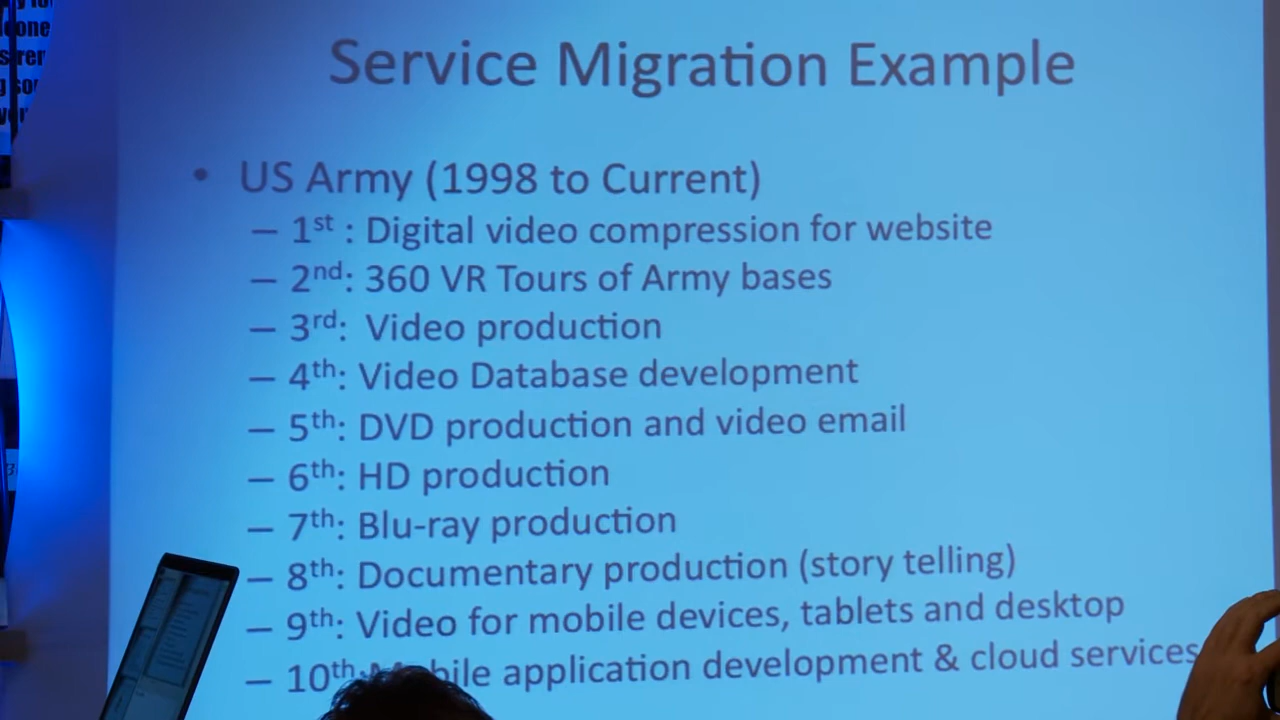 Service Migration Example
• US Army (1998 to Current)
– 1st : Digital video compression for website
– 2nd: 360 VR Tours of Army bases
– 3rd: Video production
– 4th: Video Database development
– 5th: DVD production and video email
– 6th: HD production
– 7th: Blu-ray production
– 8th: Documentary production (story telling)
– 9th: Video for mobile devices, tablets and desktop
– 10th: Mobile application development & cloud services